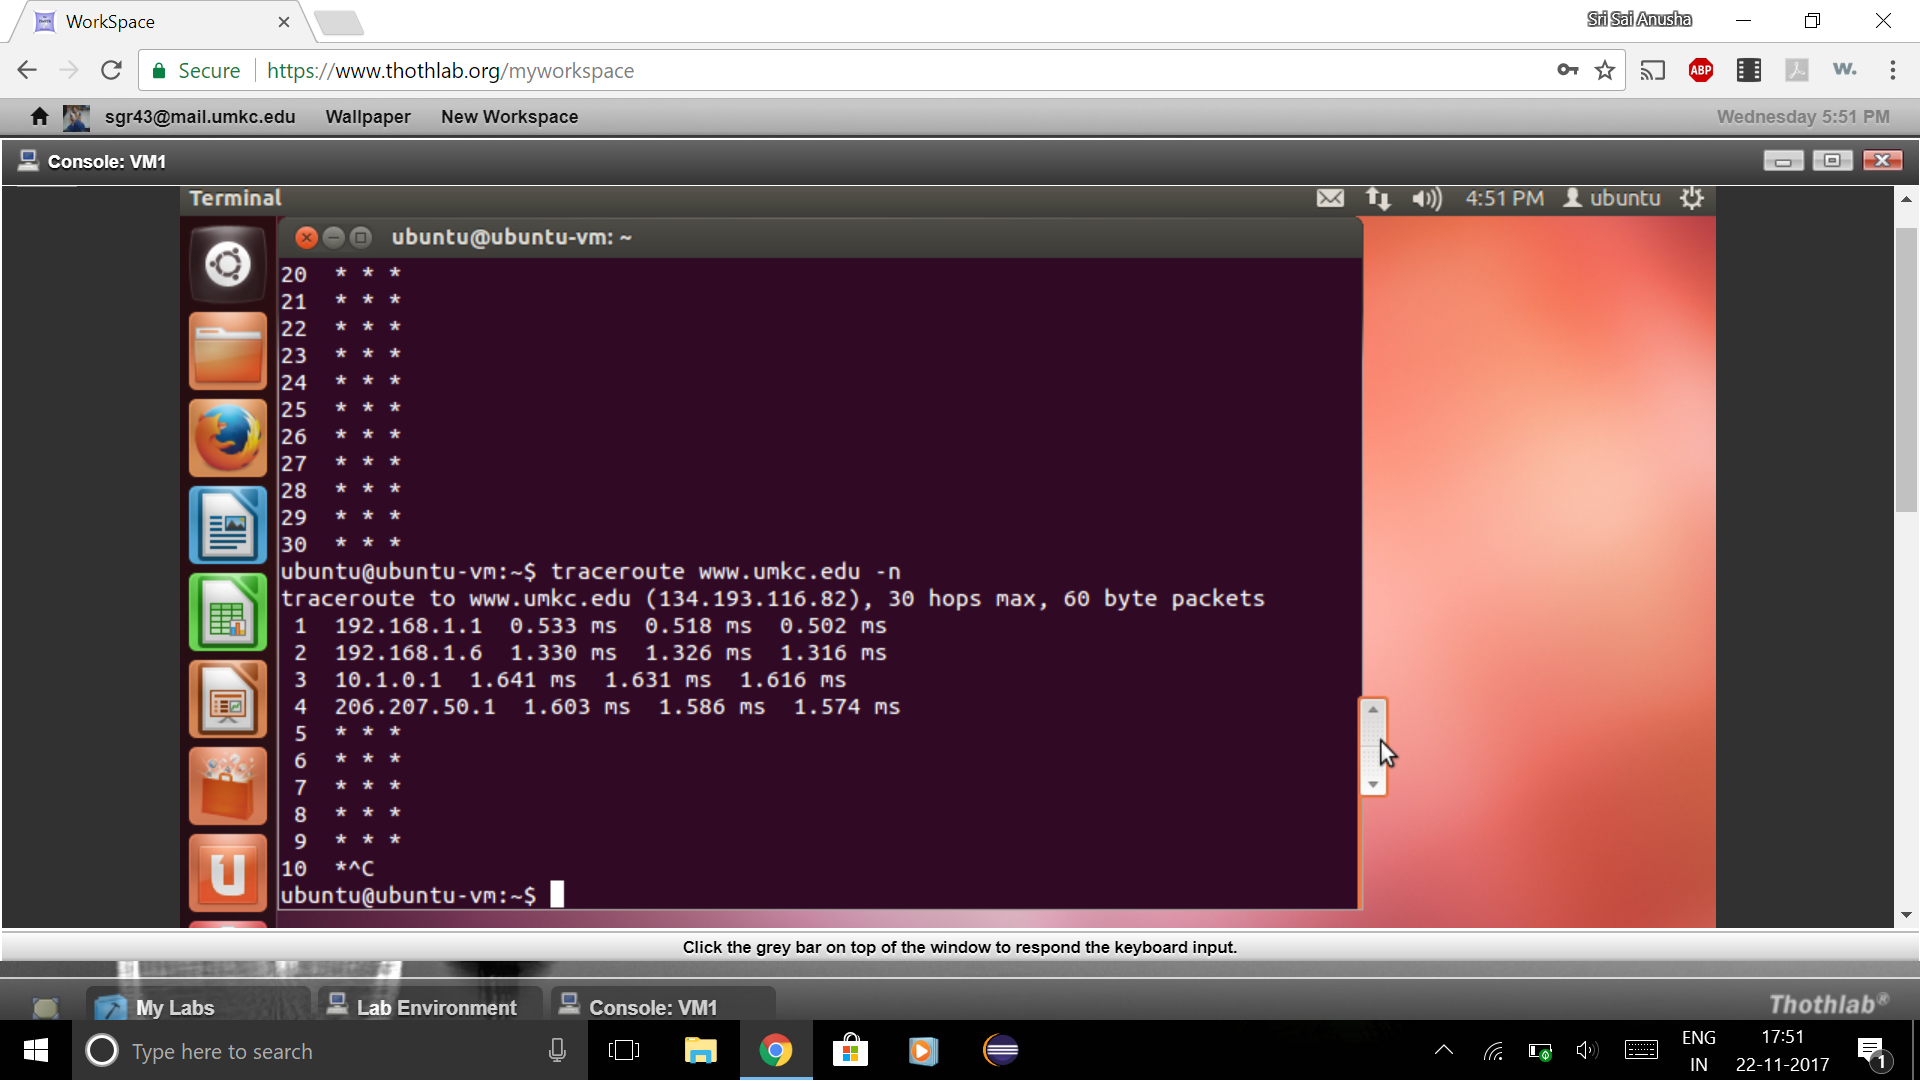 WorkSpace
Sri Sai Anusha
Secure https://www.thothlab.org/myworkspace
ABP
W.
sgr43@mail.umkc.edu Wallpaper New Workspace Wednesday 5:51 PM
Console: VM1
Terminal 4:51 PM ubuntu
ubuntu@ubuntu-vm: ~
20 * * *
21 * * *
22 * * *
23 * * *
24 * * *
25 * * *
26 * * *
27 * * *
28 * * *
29 * * *
30 * * *
ubuntu@ubuntu-vm:~$ traceroute www.umkc.edu -n
traceroute to www.umkc.edu (134.193.116.82), 30 hops max, 60 byte packets
1 192.168.1.1 0.533 ms 0.518 ms 0.502 ms
2 192.168.1.6 1.330 ms 1.326 ms 1.316 ms
3 10.1.0.1 1.641 ms 1.631 ms 1.616 ms
4 206.207.50.1 1.603 ms 1.586 ms 1.574 ms
5 * * *
6 * * *
7 * * *
8 * * *
9 * * *
10 *^C
ubuntu@ubuntu-vm:~$
Click the grey bar on top of the window to respond the keyboard input.
My Labs Lab Environment Console: VM1 Thothlab®
Type here to search
ENG 17:51
IN 22-11-2017
1